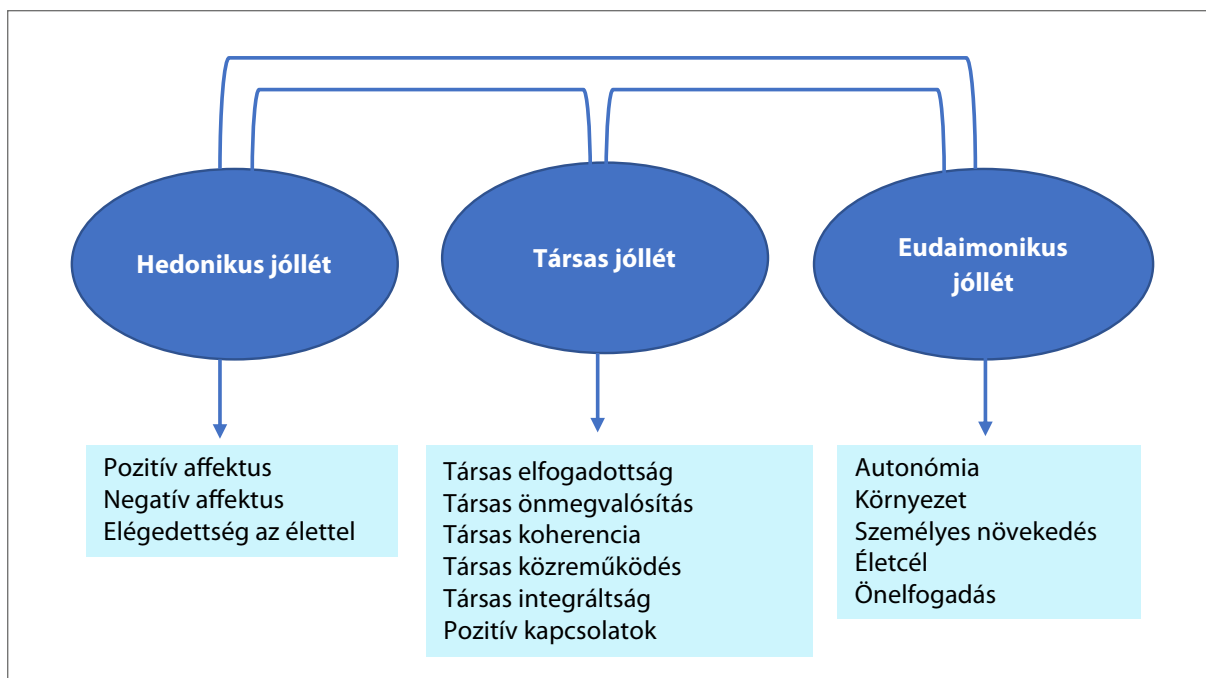 Hedonikus jóllét
Társas jóllét
Eudaimonikus
jóllét
Pozitív affektus
Negatív affektus
Elégedettség az élettel
Társas elfogadottság
Társas önmegvalósítás
Társas koherencia
Társas közreműködés
Társas integráltság
Pozitív kapcsolatok
Autonómia
Környezet
Személyes növekedés
Életcél
Önelfogadás